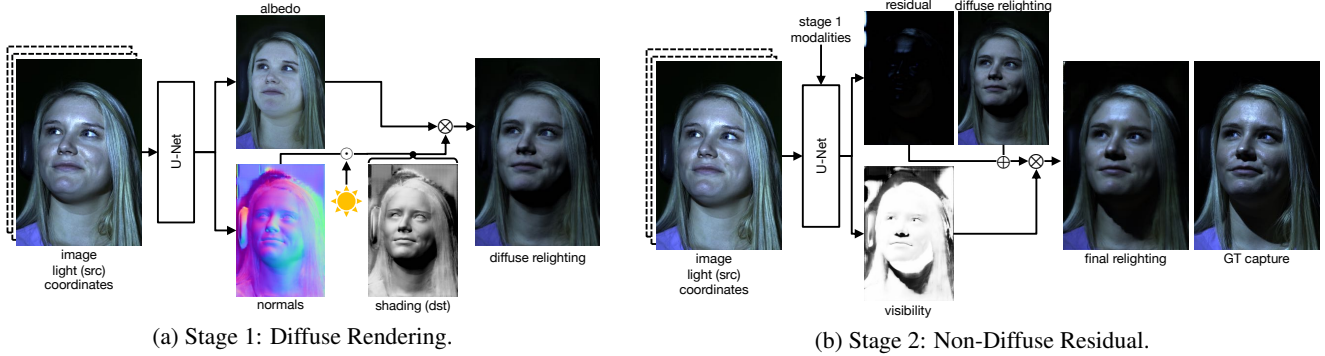 albedo
U-Net
image
light (src)
coordinates
normals
shading (dst)
diffuse relighting
(a) Stage 1: Diffuse Rendering.
residual
diffuse relighting
stage 1
modalities
U-Net
image
light (src)
coordinates
visibility
final relighting
GT capture
(b) Stage 2: Non-Diffuse Residual.